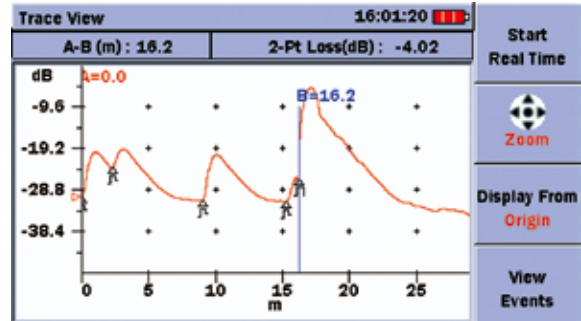 Trace View 16:01:20
A-B (m) : 16.2 2-Pt Loss(dB) : -4.02
dB A=0.0
B=16.2
-9.6
-19.2
-28.8
-38.4
0 5 10 15 20 25
m
Start
Real Time
Zoom
Display From
Origin
View
Events